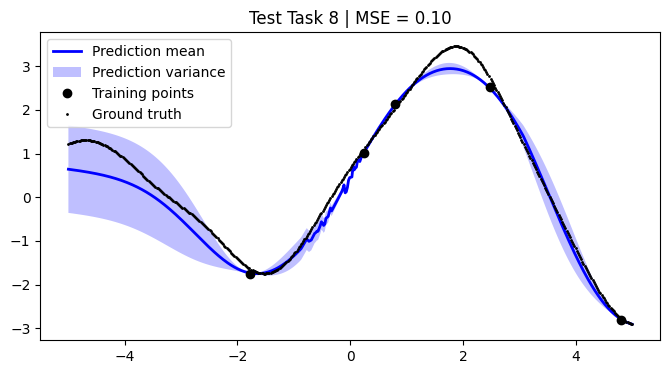 Test Task 8 | MSE = 0.10
Prediction mean
Prediction variance
Training points
Ground truth
3
2
1
0
−1
−2
−3
−4
−2
0
2
4